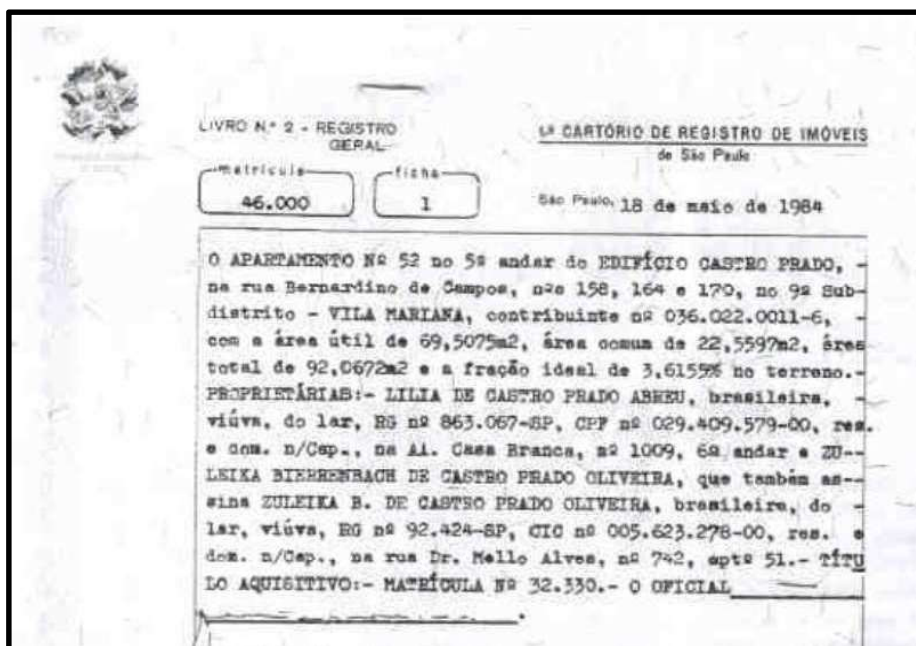 LIVRO N.º 2 - REGISTRO
GERAL
1º CARTÓRIO DE REGISTRO DE IMÓVEIS
de São Paulo
matrícula
46.000
ficha
1
São Paulo, 18 de maio de 1984
O APARTAMENTO Nº 52 no 5º andar do EDIFÍCIO CASTRO PRADO, -
na rua Bernardino de Campos, nºs 158, 164 e 170, no 9º Sub-
distrito - VILA MARIANA, contribuinte nº 036.022.0011-6, -
com a área útil de 69,5075m2, área comum de 22,5597m2, área
total de 92,0672m2 e a fração ideal de 3,6155% no terreno.-
PROPRIETÁRIAS:- LILIA DE CASTRO PRADO ABREU, brasileira, -
viúva, do lar, RG nº 863.067-SP, CPF nº 029.409.579-00, res.
e dom. n/Cap., na Al. Casa Branca, nº 1009, 6º andar e ZU--
LEIKA BIERRENBACH DE CASTRO PRADO OLIVEIRA, que também as--
sina ZULEIKA B. DE CASTRO PRADO OLIVEIRA, brasileira, do -
lar, viúva, RG nº 92.424-SP, CIC nº 005.623.278-00, res. e
dom. n/Cap., na rua Dr. Mello Alves, nº 742, aptº 51.- TÍTU
LO AQUISITIVO:- MATRÍCULA Nº 32.330.- O OFICIAL